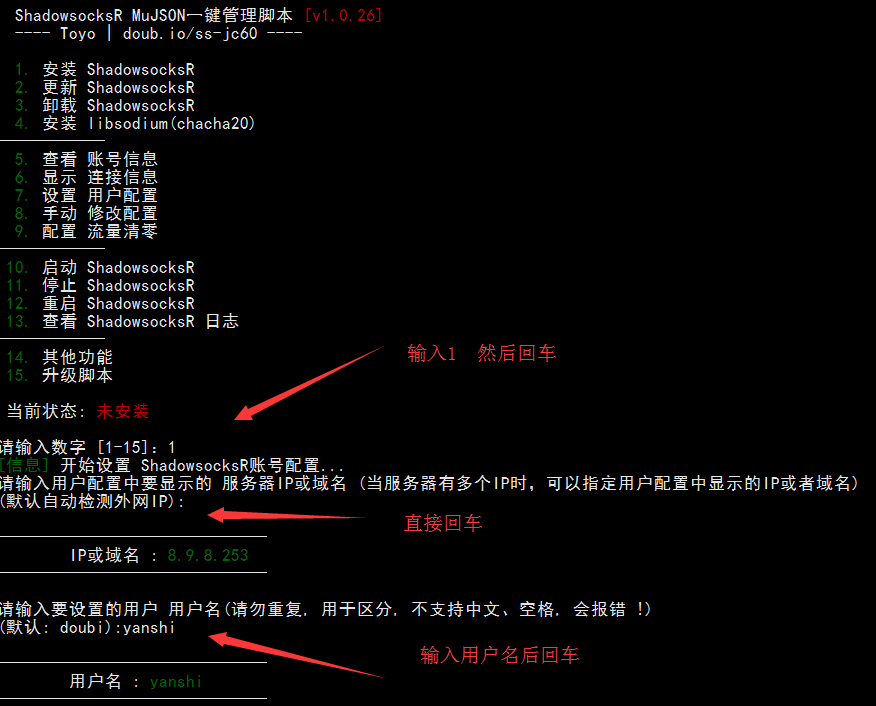 ShadowsocksR MuJSON一键管理脚本 [v1.0.26]
---- Toyo | doub.io/ss-jc60 ----
1. 安装 ShadowsocksR
2. 更新 ShadowsocksR
3. 卸载 ShadowsocksR
4. 安装 libsodium(chacha20)
5. 查看 账号信息
6. 显示 连接信息
7. 设置 用户配置
8. 手动 修改配置
9. 配置 流量清零
10. 启动 ShadowsocksR
11. 停止 ShadowsocksR
12. 重启 ShadowsocksR
13. 查看 ShadowsocksR 日志
14. 其他功能
15. 升级脚本
输入1 然后回车
当前状态: 未安装
请输入数字 [1-15]：1
[信息] 开始设置 ShadowsocksR账号配置...
请输入用户配置中要显示的 服务器IP或域名 (当服务器有多个IP时，可以指定用户配置中显示的IP或者域名)
(默认自动检测外网IP):
直接回车
IP或域名 : 8.9.8.253
请输入要设置的用户 用户名(请勿重复, 用于区分, 不支持中文、空格, 会报错 !)
(默认: doubi):yanshi
输入用户名后回车
用户名 : yanshi